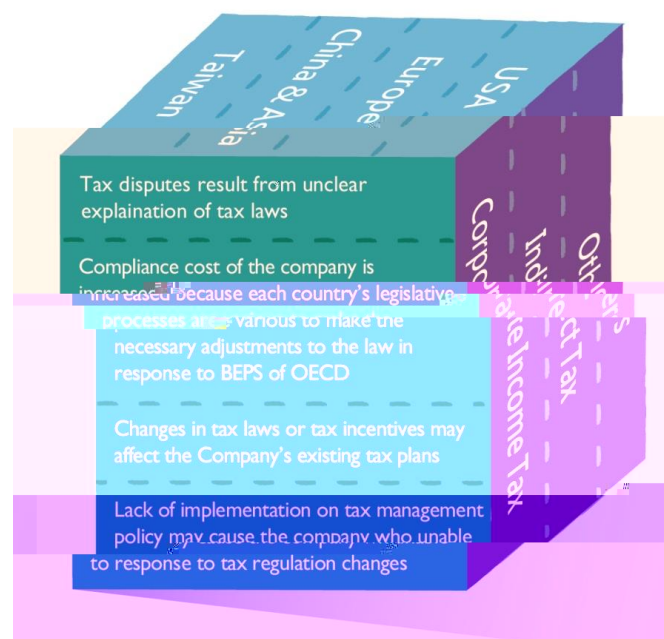 Taiwan
China & Asia
Europe
USA
Tax disputes result from unclear
explaination of tax laws
Compliance cost of the company is
increased because each country's legislative
processes are various to make the
necessary adjustments to the law in
response to BEPS of OECD
Changes in tax laws or tax incentives may
affect the Company's existing tax plans
Lack of implementation on tax management
policy may cause the company who unable
to response to tax regulation changes
Corporate Income Tax
Indirect Tax
Others